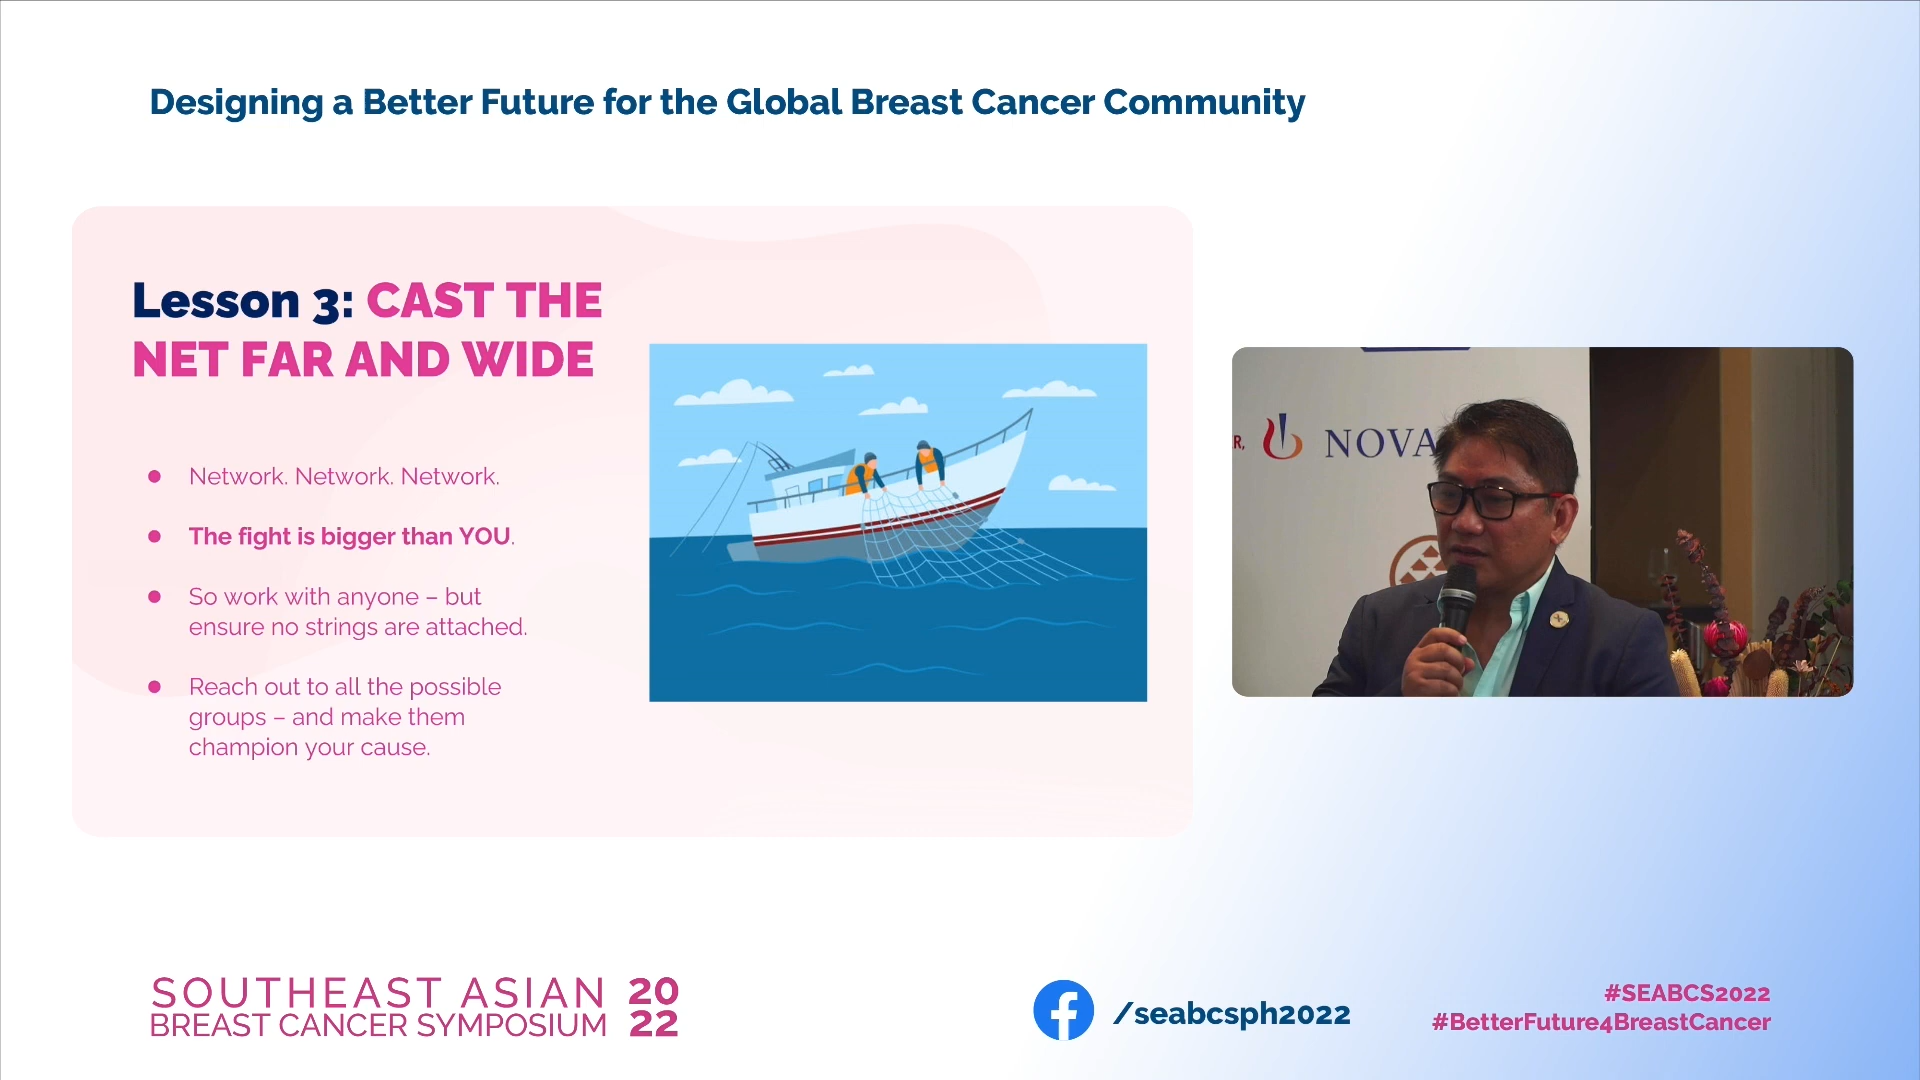 Designing a Better Future for the Global Breast Cancer Community
Lesson 3: CAST THE
NET FAR AND WIDE
● Network. Network. Network.
● The fight is bigger than YOU.
● So work with anyone – but
ensure no strings are attached.
● Reach out to all the possible
groups – and make them
champion your cause.
R,
NOVA
SOUTHEAST ASIAN 20
BREAST CANCER SYMPOSIUM 22
/seabcsph2022
#SEABCS2022
#BetterFuture4BreastCancer